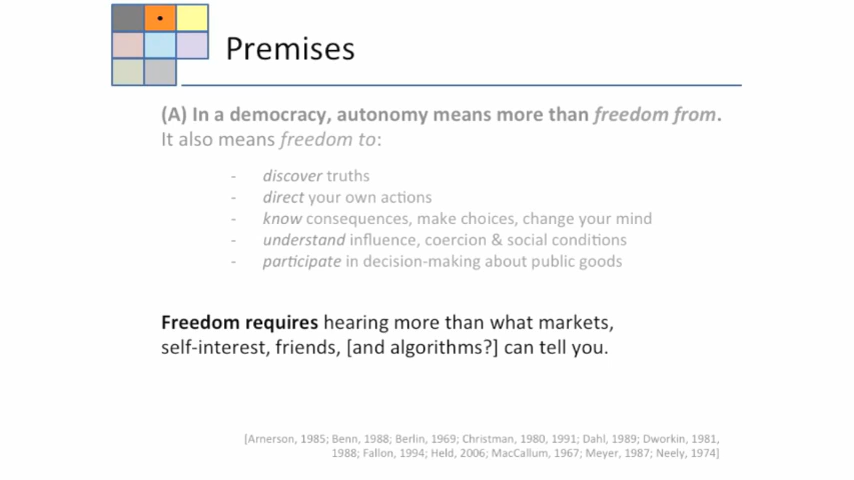 Premises
(A) In a democracy, autonomy means more than freedom from.
It also means freedom to:
- discover truths
- direct your own actions
- know consequences, make choices, change your mind
- understand influence, coercion & social conditions
- participate in decision-making about public goods
Freedom requires hearing more than what markets,
self-interest, friends, [and algorithms?] can tell you.
[Arnerson, 1985; Benn, 1988; Berlin, 1969; Christman, 1980, 1991; Dahl, 1989; Dworkin, 1981,
1988; Fallon, 1994; Held, 2006; MacCallum, 1967; Meyer, 1987; Neely, 1974]